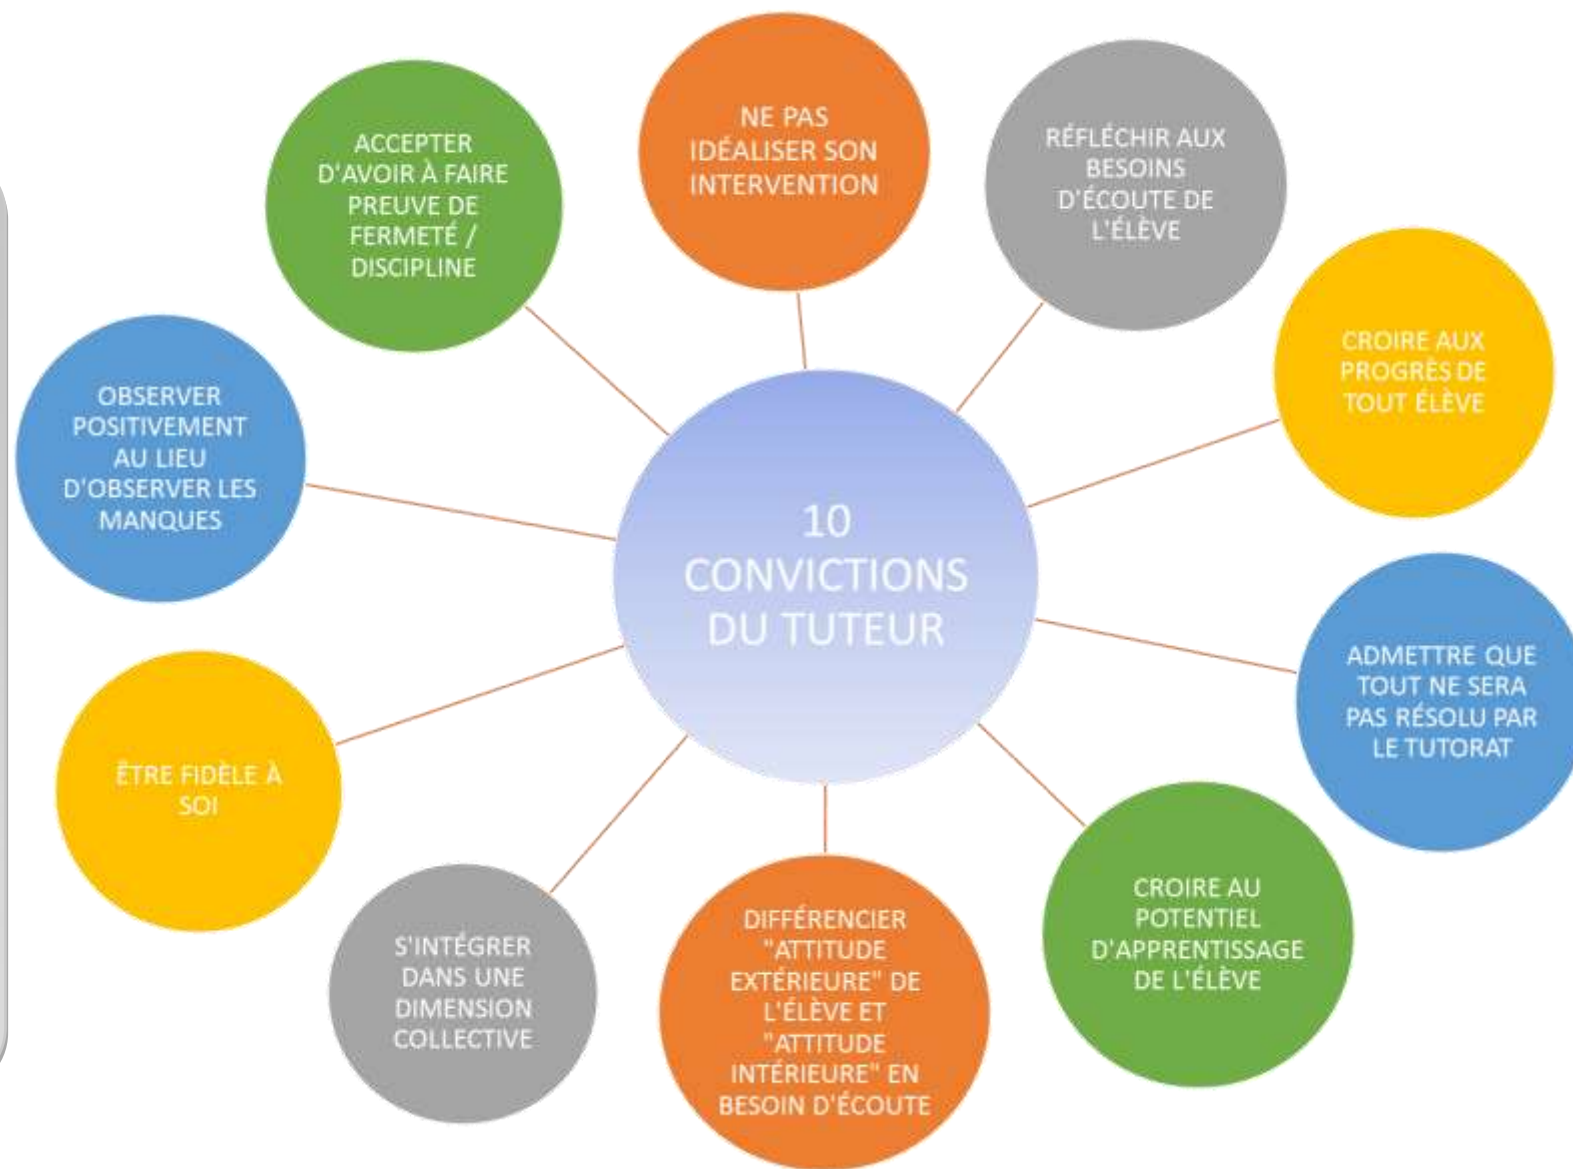 NE PAS
IDÉALISER SON
INTERVENTION
RÉFLÉCHIR AUX
BESOINS
D'ÉCOUTE DE
L'ÉLÈVE
CROIRE AUX
PROGRÈS DE
TOUT ÉLÈVE
ADMETTRE QUE
TOUT NE SERA
PAS RÉSOLU PAR
LE TUTORAT
CROIRE AU
POTENTIEL
D'APPRENTISSAGE
DE L'ÉLÈVE
DIFFÉRENCIER
"ATTITUDE
EXTÉRIEURE" DE
L'ÉLÈVE ET
"ATTITUDE
INTÉRIEURE" EN
BESOIN D'ÉCOUTE
S'INTÉGRER
DANS UNE
DIMENSION
COLLECTIVE
ÊTRE FIDÈLE À
SOI
OBSERVER
POSITIVEMENT
AU LIEU
D'OBSERVER LES
MANQUES
ACCEPTER
D'AVOIR À FAIRE
PREUVE DE
FERMETÉ /
DISCIPLINE
10
CONVICTIONS
DU TUTEUR